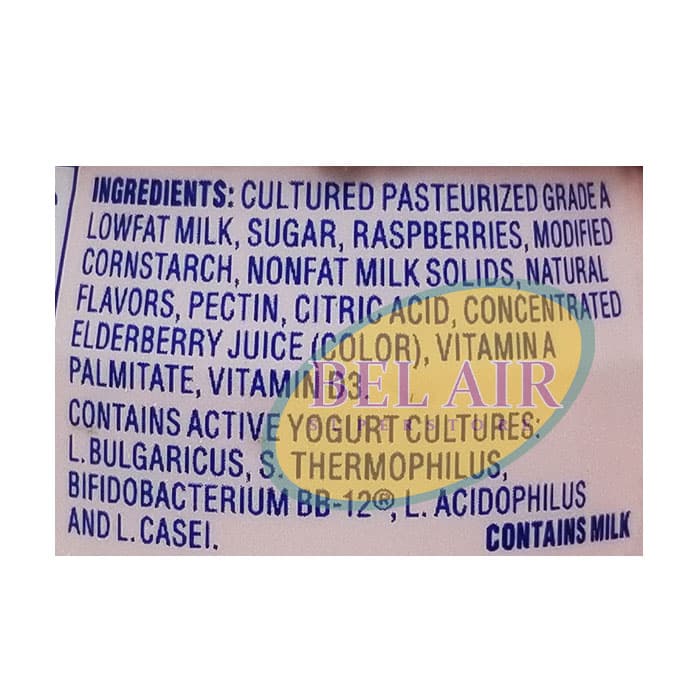 INGREDIENTS: CULTURED PASTEURIZED GRADE A
LOWFAT MILK, SUGAR, RASPBERRIES, MODIFIED
CORNSTARCH, NONFAT MILK SOLIDS, NATURAL
FLAVORS, PECTIN, CITRIC ACID, CONCENTRATED
ELDERBERRY JUICE (COLOR), VITAMIN A
PALMITATE, VITAMIN D3.
BEL AIR
SUPERSTORE
CONTAINS ACTIVE YOGURT CULTURES:
L. BULGARICUS, S. THERMOPHILUS,
BIFIDOBACTERIUM BB-12®, L. ACIDOPHILUS
AND L. CASEI.
CONTAINS MILK